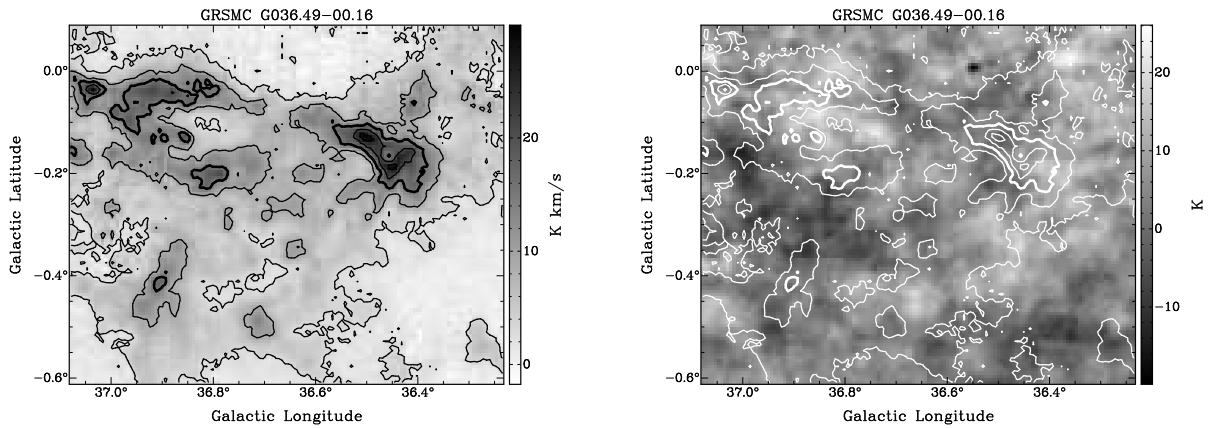 GRSMC G036.49−00.16
0.0°
−0.2°
−0.4°
−0.6°
37.0°
36.8°
36.6°
36.4°
Galactic Longitude
Galactic Latitude
20
10
0
K km/s
GRSMC G036.49−00.16
0.0°
−0.2°
−0.4°
−0.6°
37.0°
36.8°
36.6°
36.4°
Galactic Longitude
Galactic Latitude
20
10
0
−10
K